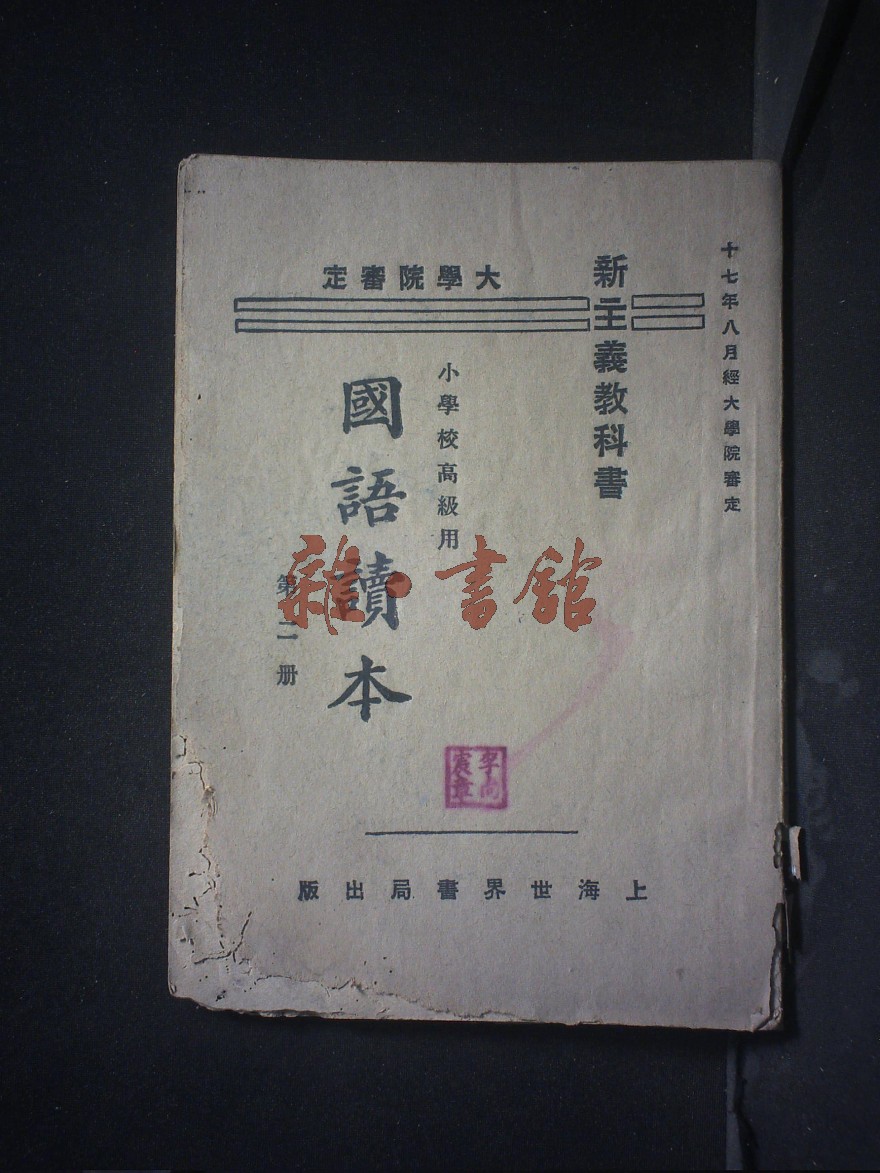 十七年八月經大學院審定
新主義教科書
大學院審定
小學校高級用
國語讀本
第二册
雜·書館
上海世界書局出版